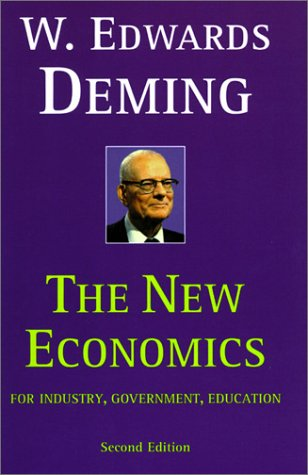 W. Edwards
Deming
The New
Economics
for Industry, Government, Education
Second Edition